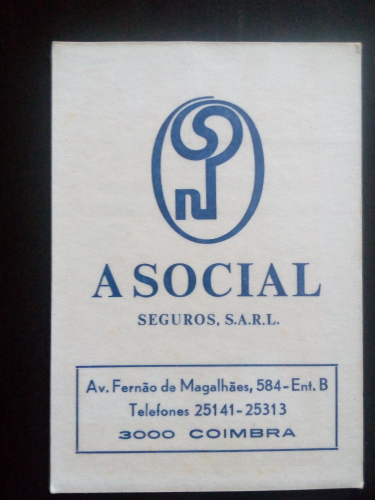 A SOCIAL
SEGUROS, S.A.R.L.
Av. Fernão de Magalhães, 584-Ent. B
Telefones 25141-25313
3000 COIMBRA